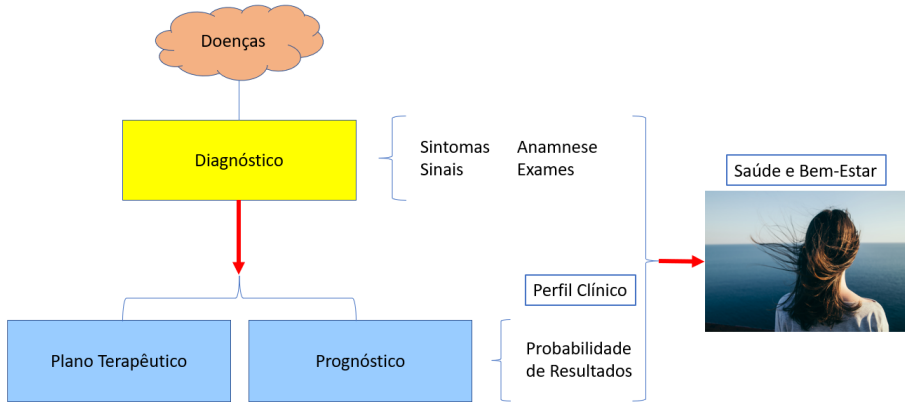 Doenças
Diagnóstico
Sintomas Anamnese
Sinais Exames
Saúde e Bem-Estar
Perfil Clínico
Plano Terapêutico
Prognóstico
Probabilidade
de Resultados